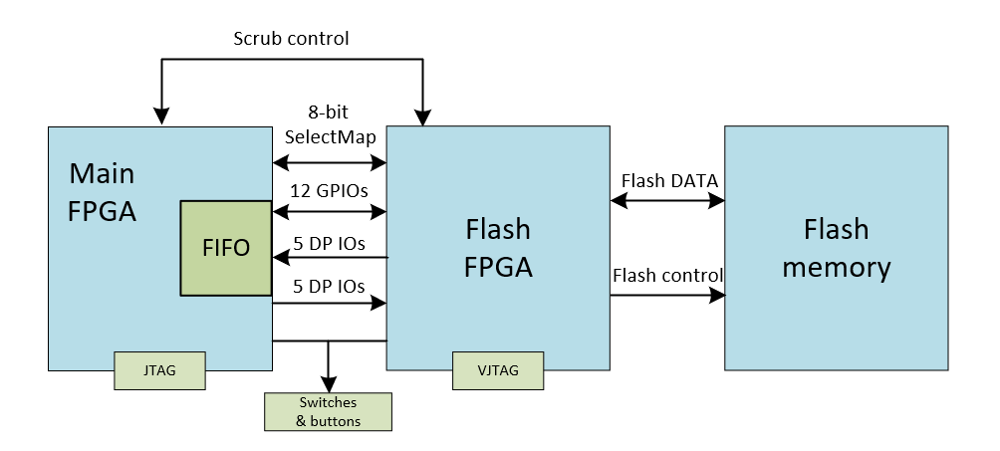 Scrub control
8-bit
SelectMap
Main
FPGA
12 GPIOs
FIFO
5 DP IOs
5 DP IOs
Flash
FPGA
Flash DATA
Flash control
Flash
memory
JTAG
VJTAG
Switches
& buttons